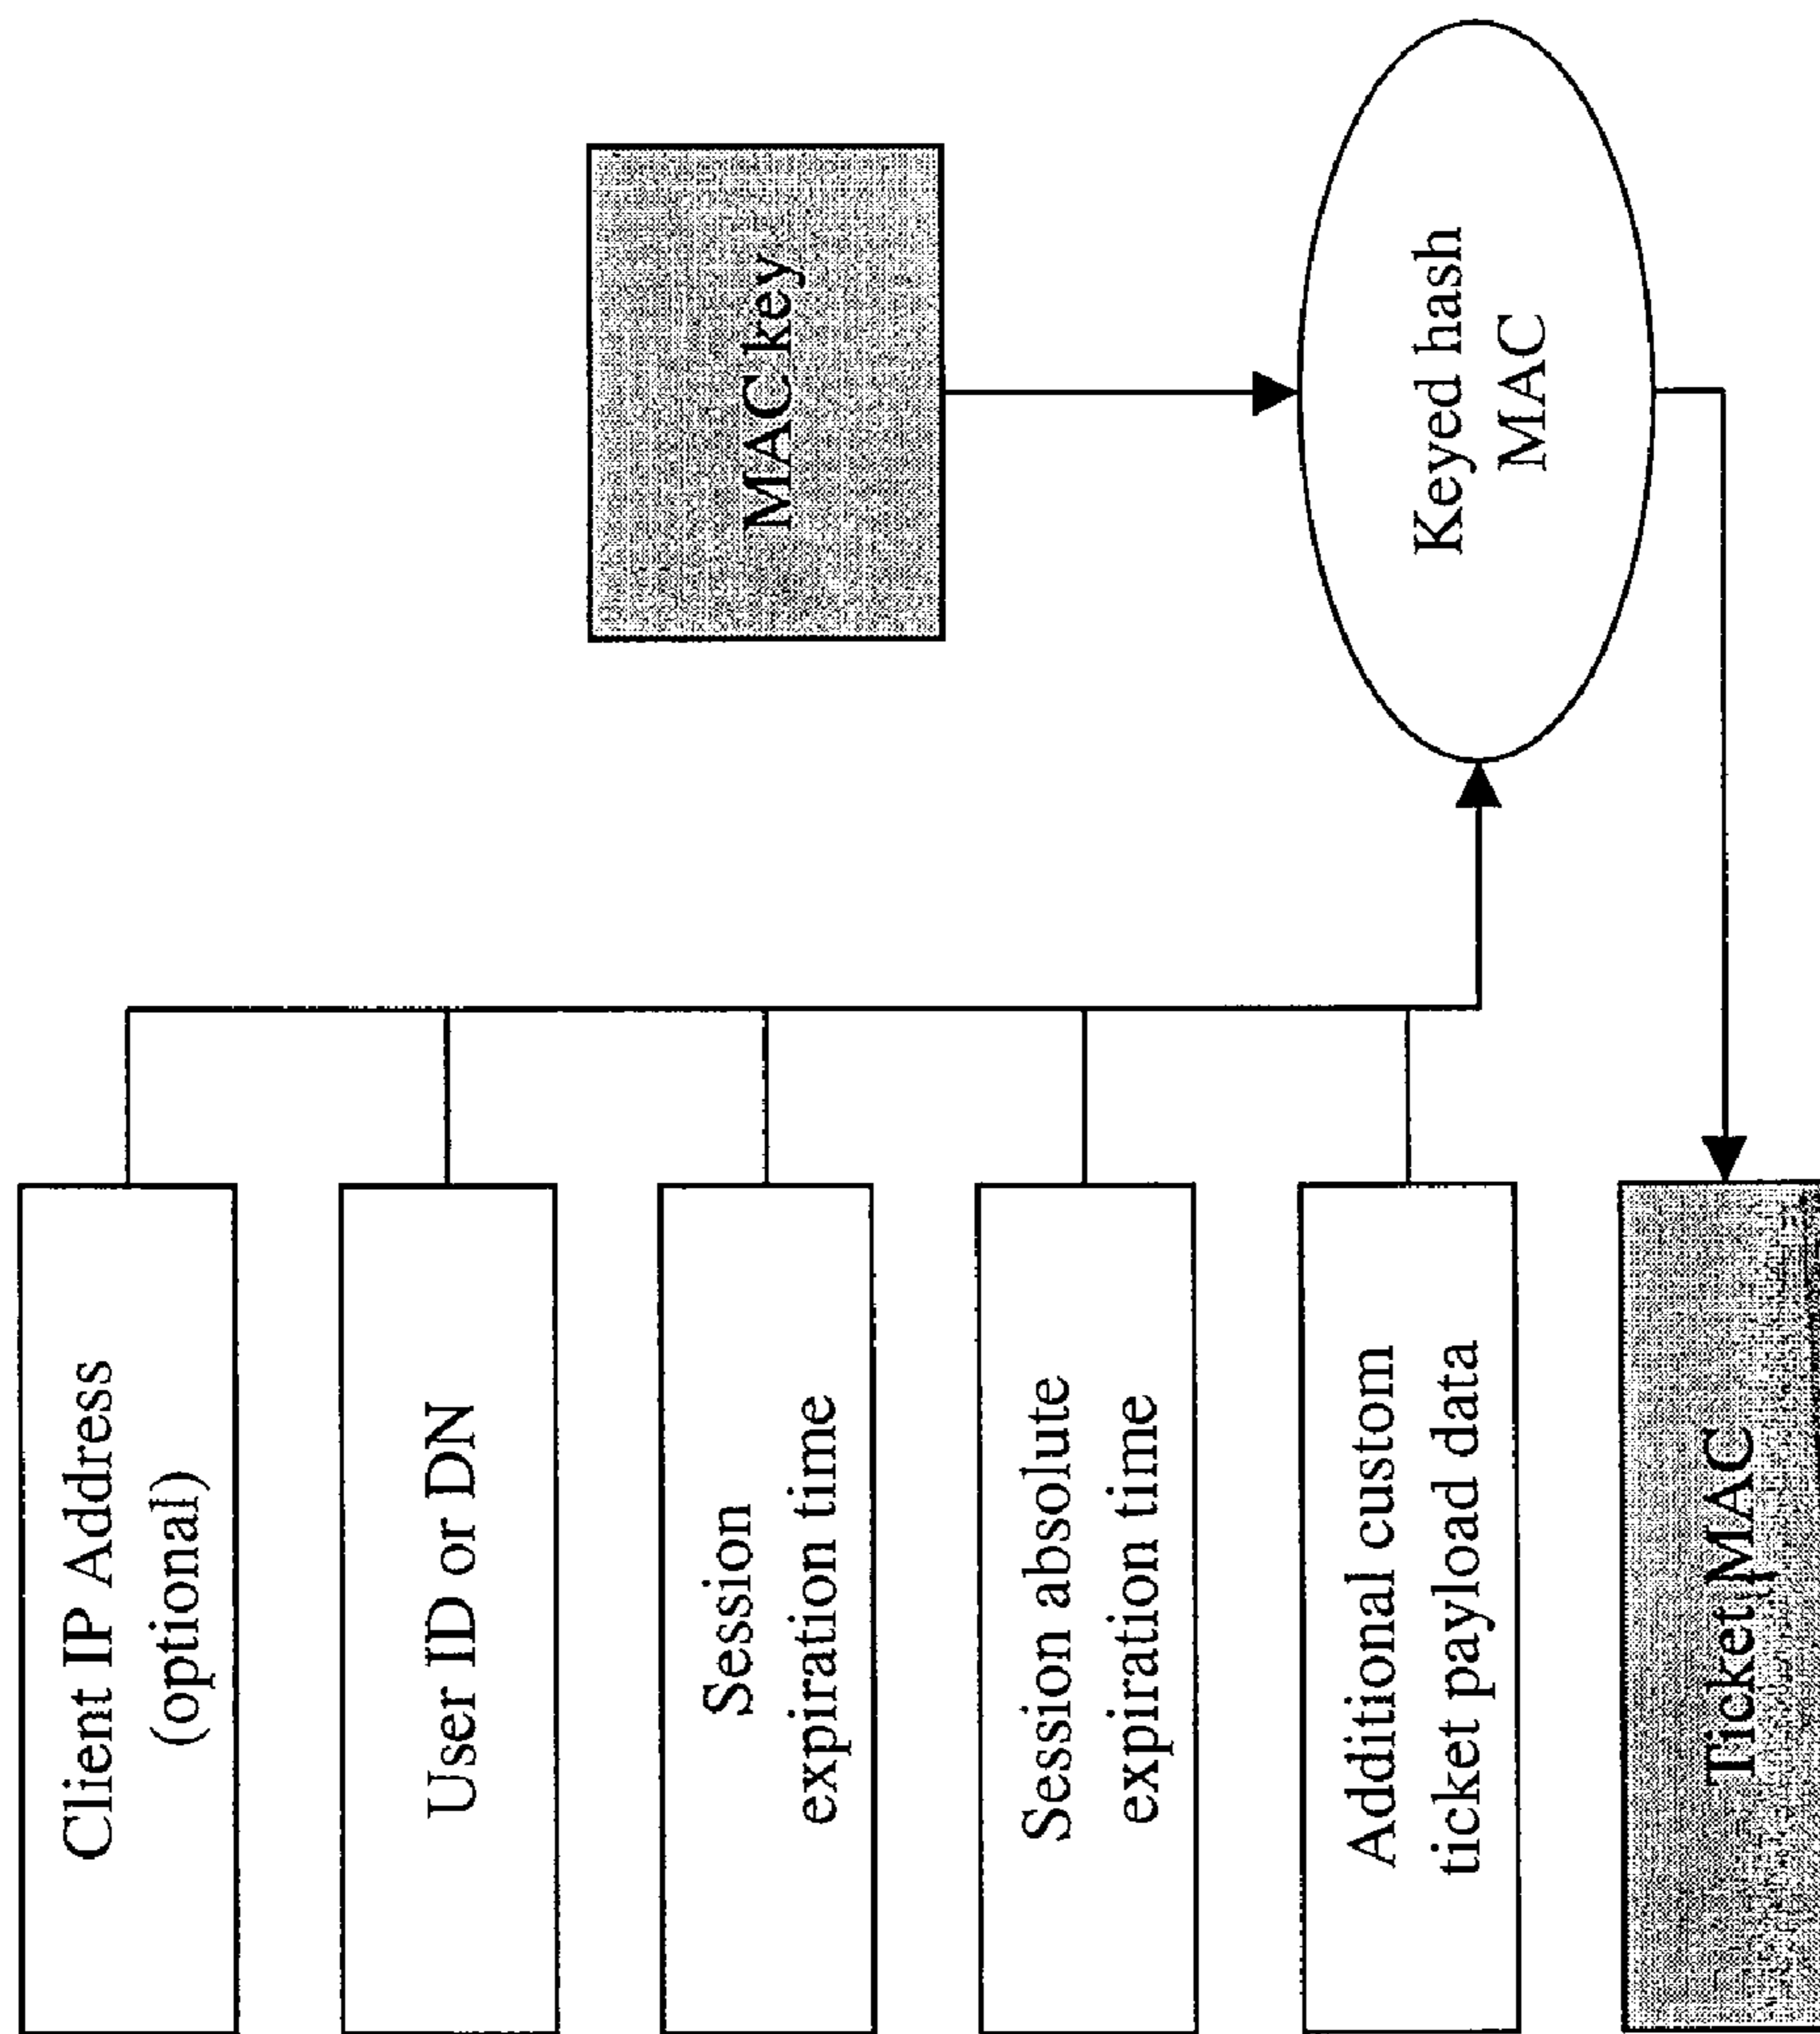 Client IP Address
(optional)
User ID or DN
Session
expiration time
Session absolute
expiration time
Additional custom
ticket payload data
Ticket MAC
MAC key
Keyed hash
MAC